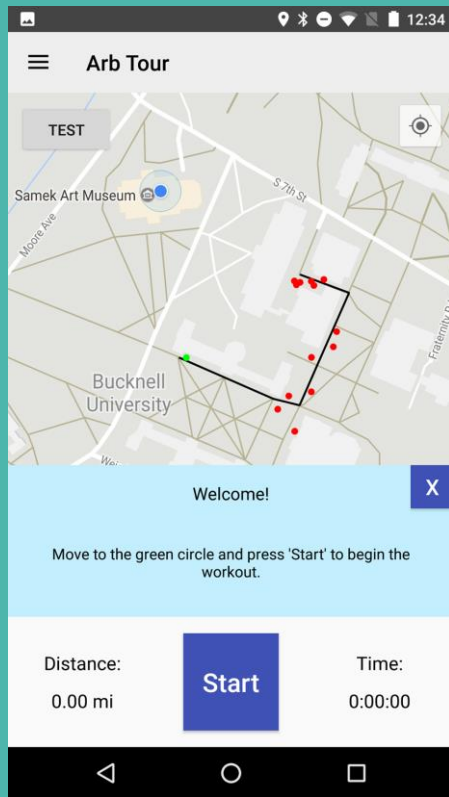 12:34
Arb Tour
TEST
S 7th St
Samek Art Museum
Moore Ave
Fraternity
Bucknell
University
X
Welcome!
Move to the green circle and press 'Start' to begin the
workout.
Distance:
Time:
Start
0.00 mi
0:00:00